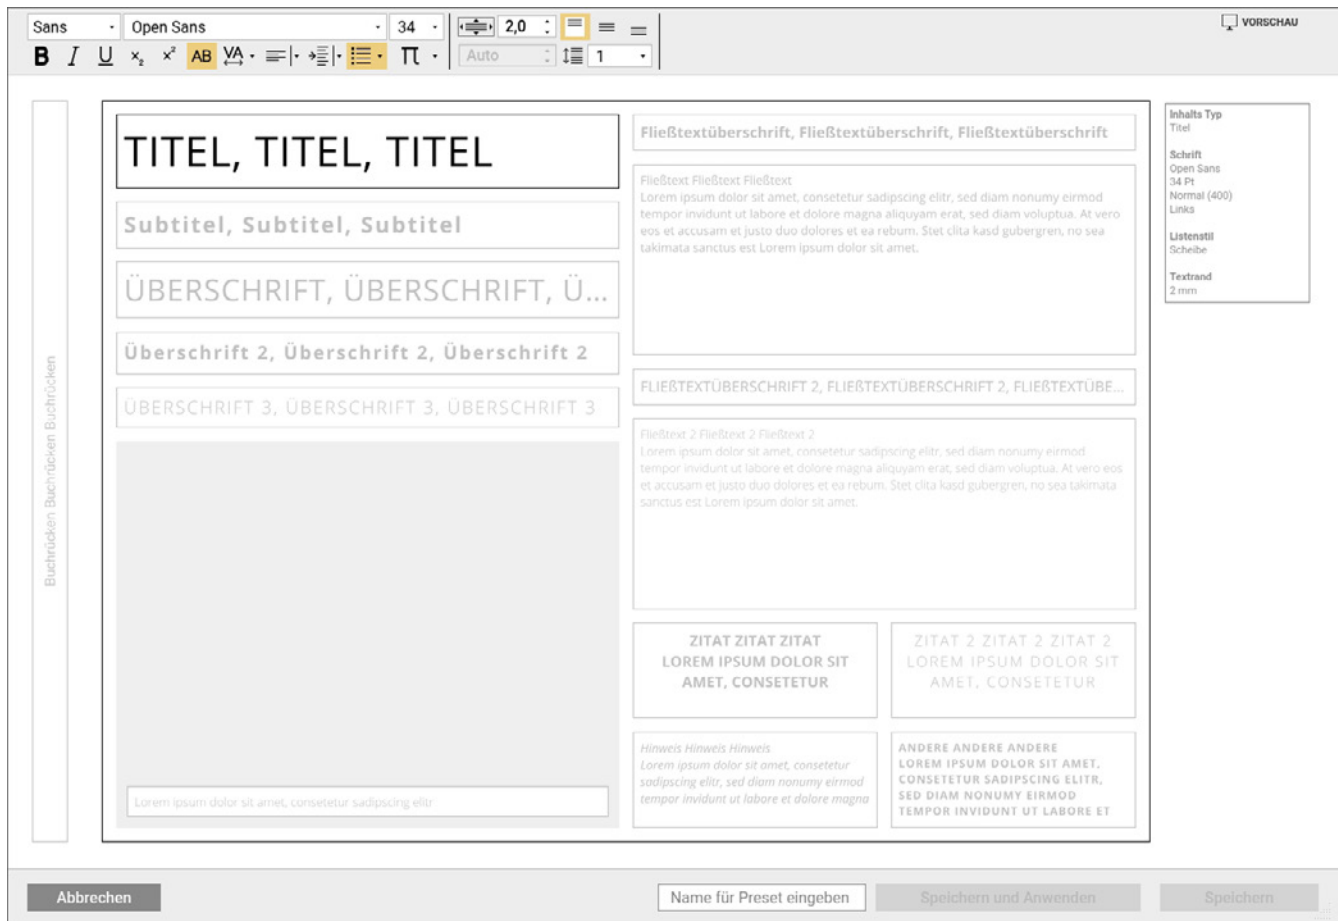 Sans
Open Sans
34
2,0
VORSCHAU
B I U x₂ x² AB VA π
Auto
1
Buchrücken Buchrücken Buchrücken
TITEL, TITEL, TITEL
Subtitel, Subtitel, Subtitel
ÜBERSCHRIFT, ÜBERSCHRIFT, Ü...
Überschrift 2, Überschrift 2, Überschrift 2
ÜBERSCHRIFT 3, ÜBERSCHRIFT 3, ÜBERSCHRIFT 3
Lorem ipsum dolor sit amet, consetetur sadipscing elitr
Fließtextüberschrift, Fließtextüberschrift, Fließtextüberschrift
Fließtext Fließtext Fließtext
Lorem ipsum dolor sit amet, consetetur sadipscing elitr, sed diam nonumy eirmod
tempor invidunt ut labore et dolore magna aliquyam erat, sed diam voluptua. At vero
eos et accusam et justo duo dolores et ea rebum. Stet clita kasd gubergren, no sea
takimata sanctus est Lorem ipsum dolor sit amet.
FLIEßTEXTÜBERSCHRIFT 2, FLIEßTEXTÜBERSCHRIFT 2, FLIEßTEXTÜBE...
Fließtext 2 Fließtext 2 Fließtext 2
Lorem ipsum dolor sit amet, consetetur sadipscing elitr, sed diam nonumy eirmod
tempor invidunt ut labore et dolore magna aliquyam erat, sed diam voluptua. At vero eos
et accusam et justo duo dolores et ea rebum. Stet clita kasd gubergren, no sea takimata
sanctus est Lorem ipsum dolor sit amet.
ZITAT ZITAT ZITAT
LOREM IPSUM DOLOR SIT
AMET, CONSETETUR
ZITAT 2 ZITAT 2 ZITAT 2
LOREM IPSUM DOLOR SIT
AMET, CONSETETUR
Hinweis Hinweis Hinweis
Lorem ipsum dolor sit amet, consetetur
sadipscing elitr, sed diam nonumy eirmod
tempor invidunt ut labore et dolore magna
ANDERE ANDERE ANDERE
LOREM IPSUM DOLOR SIT AMET,
CONSETETUR SADIPSCING ELITR,
SED DIAM NONUMY EIRMOD
TEMPOR INVIDUNT UT LABORE ET
Inhalts Typ
Titel
Schrift
Open Sans
34 Pt
Normal (400)
Links
Listenstil
Scheibe
Textrand
2 mm
Abbrechen
Name für Preset eingeben
Speichern und Anwenden
Speichern